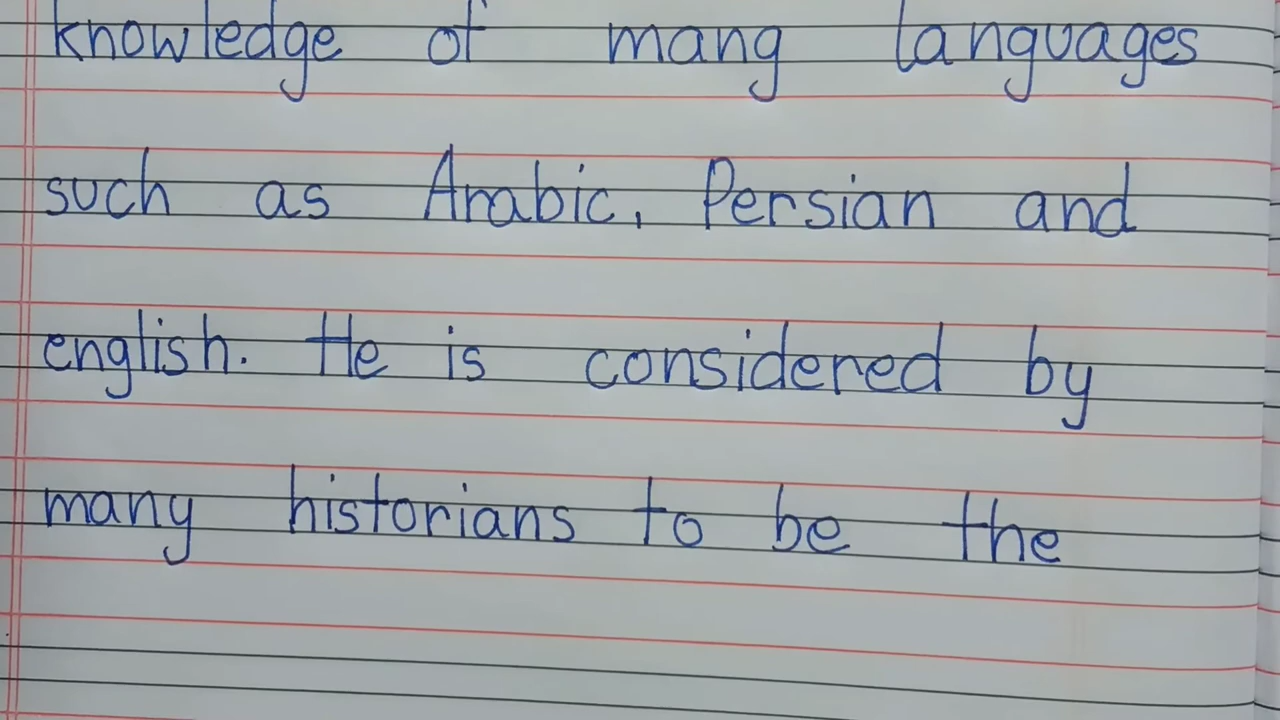 knowledge of mang languages
such as Arabic, Persian and
english. He is considered by
many historians to be the